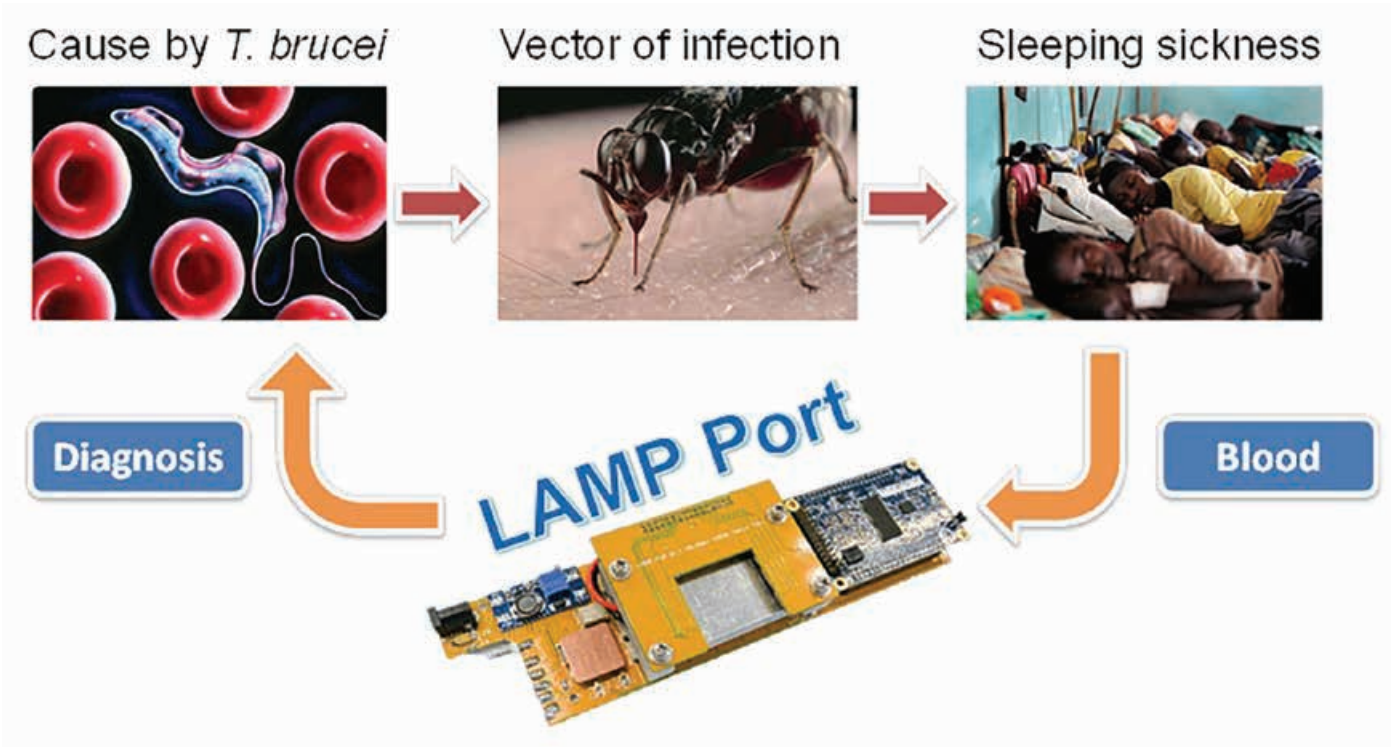 Cause by T. brucei
Vector of infection
Sleeping sickness
Diagnosis
LAMP Port
Blood